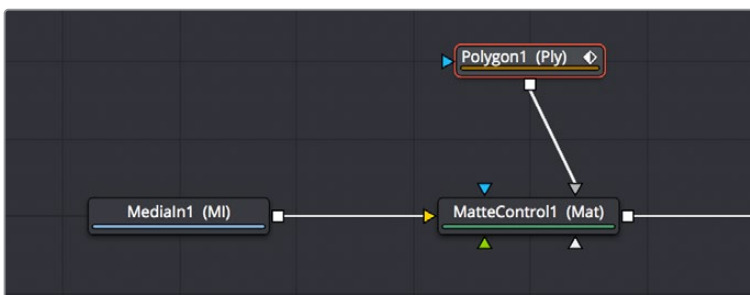 Polygon1 (Ply)
MediaIn1 (MI)
MatteControl1 (Mat)